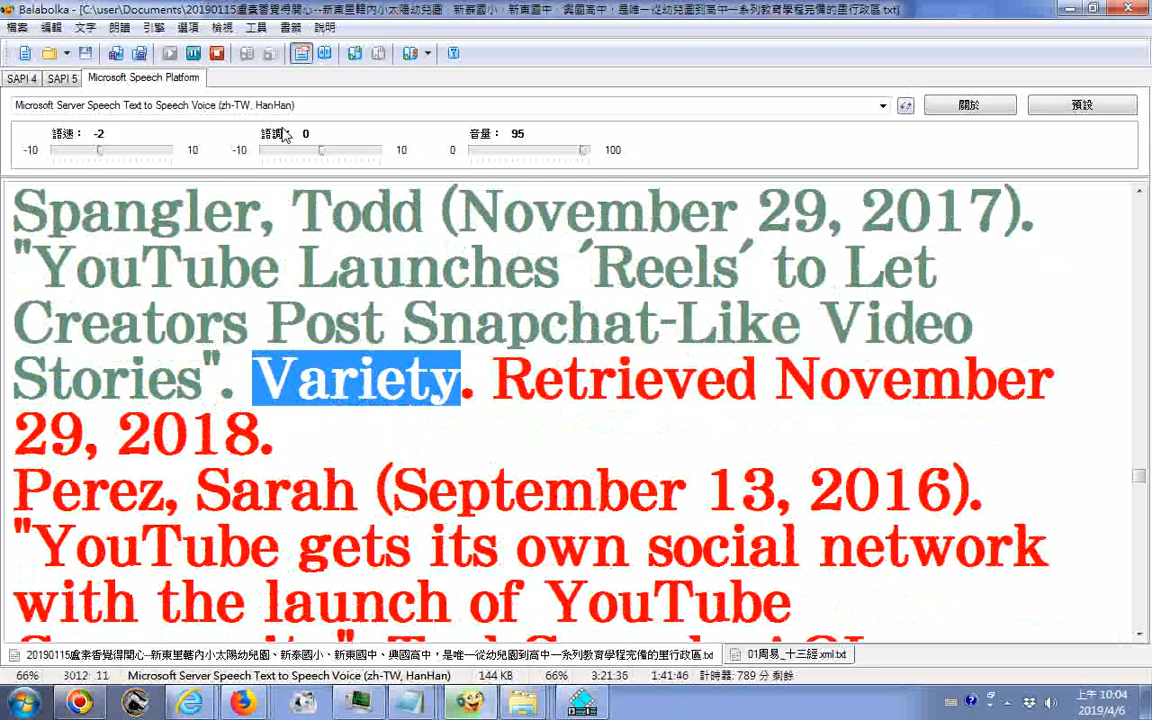 Balabolka - [C:\user\Documents\20190115盧素香覺得開心--新東里轄內小太陽幼兒園、新泰國小、新東國中、興國高中，是唯一從幼兒園到高中一系列教育學程完備的里行政區.txt]
檔案 編輯 文字 朗讀 引擎 選項 檢視 工具 書籤 說明
SAPI 4 SAPI 5 Microsoft Speech Platform
Microsoft Server Speech Text to Speech Voice (zh-TW, HanHan) 關於 預設
語速： -2 語調： 0 音量： 95
-10 10 -10 10 0 100
Spangler, Todd (November 29, 2017).
"YouTube Launches ´Reels´ to Let
Creators Post Snapchat-Like Video
Stories". Variety. Retrieved November
29, 2018.
Perez, Sarah (September 13, 2016).
"YouTube gets its own social network
with the launch of YouTube
20190115盧素香覺得開心--新東里轄內小太陽幼兒園、新泰國小、新東國中、興國高中，是唯一從幼兒園到高中一系列教育學程完備的里行政區.txt 01周易_十三經.xml.txt
66% 3012: 11 Microsoft Server Speech Text to Speech Voice (zh-TW, HanHan) 144 KB 66% 3:21:36 1:41:46 計時器: 789 分 剩餘
上午 10:04
2019/4/6